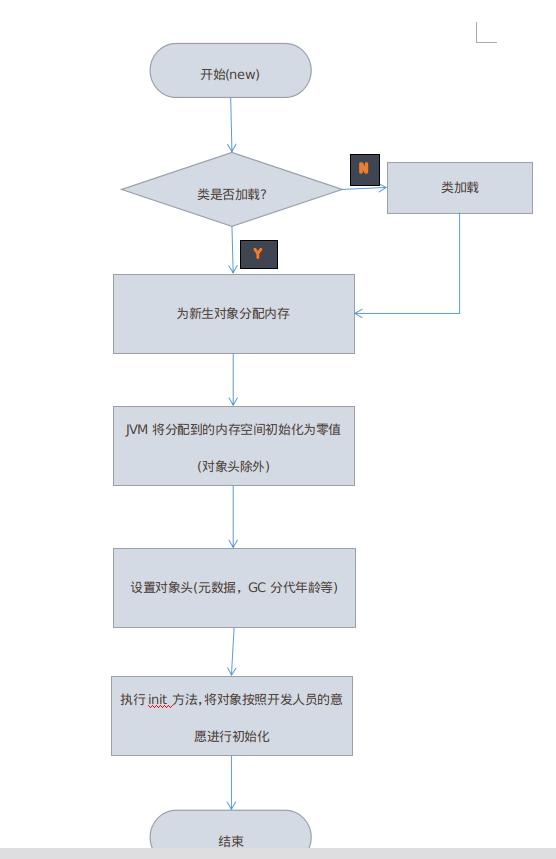 开始(new)
类是否加载?
N
类加载
Y
为新生对象分配内存
JVM 将分配到的内存空间初始化为零值
(对象头除外)
设置对象头(元数据，GC 分代年龄等)
执行 init 方法,将对象按照开发人员的意
愿进行初始化
结束